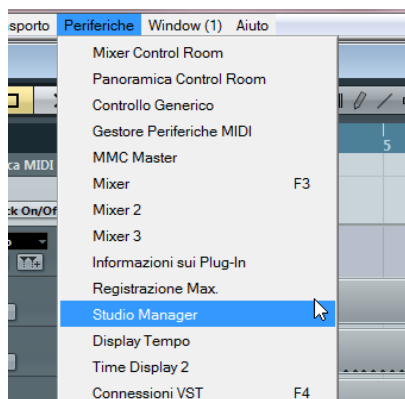 sporto Periferiche Window (1) Aiuto
Mixer Control Room
Panoramica Control Room
Controllo Generico
Gestore Periferiche MIDI
MMC Master
Mixer F3
Mixer 2
Mixer 3
Informazioni sui Plug-In
Registrazione Max.
Studio Manager
Display Tempo
Time Display 2
Connessioni VST F4
5
ca MIDI
ck On/Of